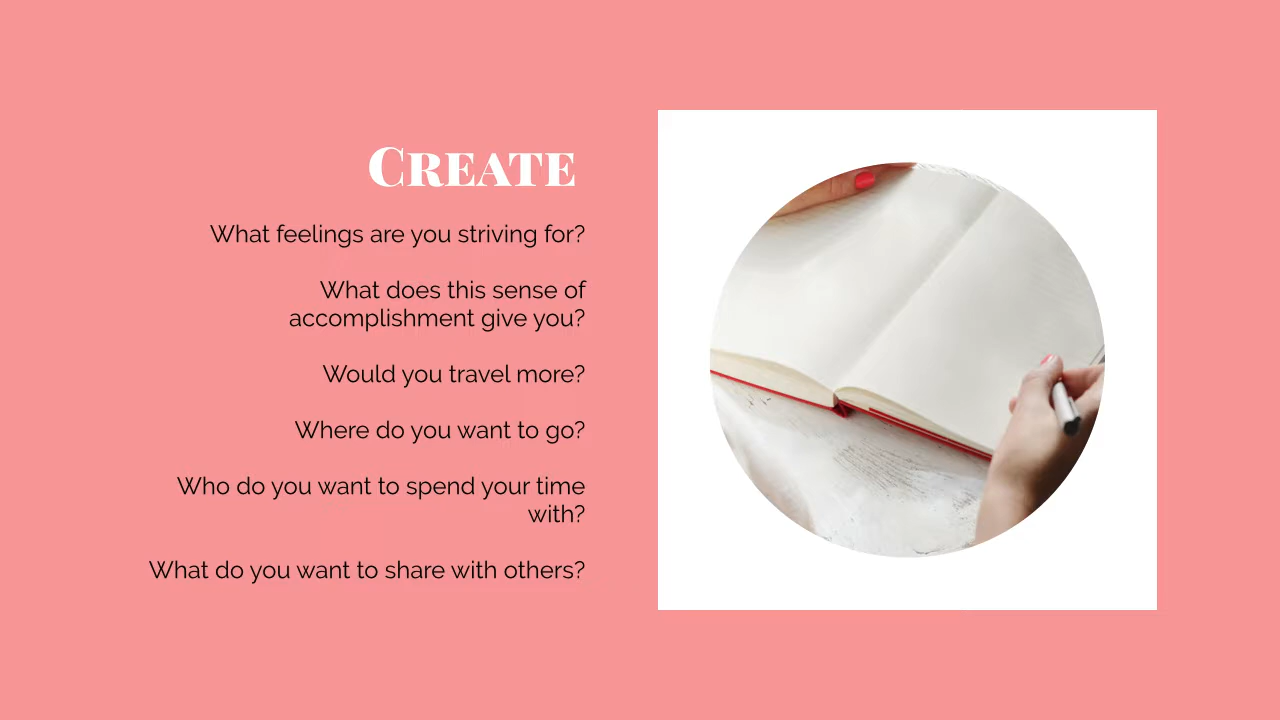 Create
What feelings are you striving for?
What does this sense of
accomplishment give you?
Would you travel more?
Where do you want to go?
Who do you want to spend your time
with?
What do you want to share with others?